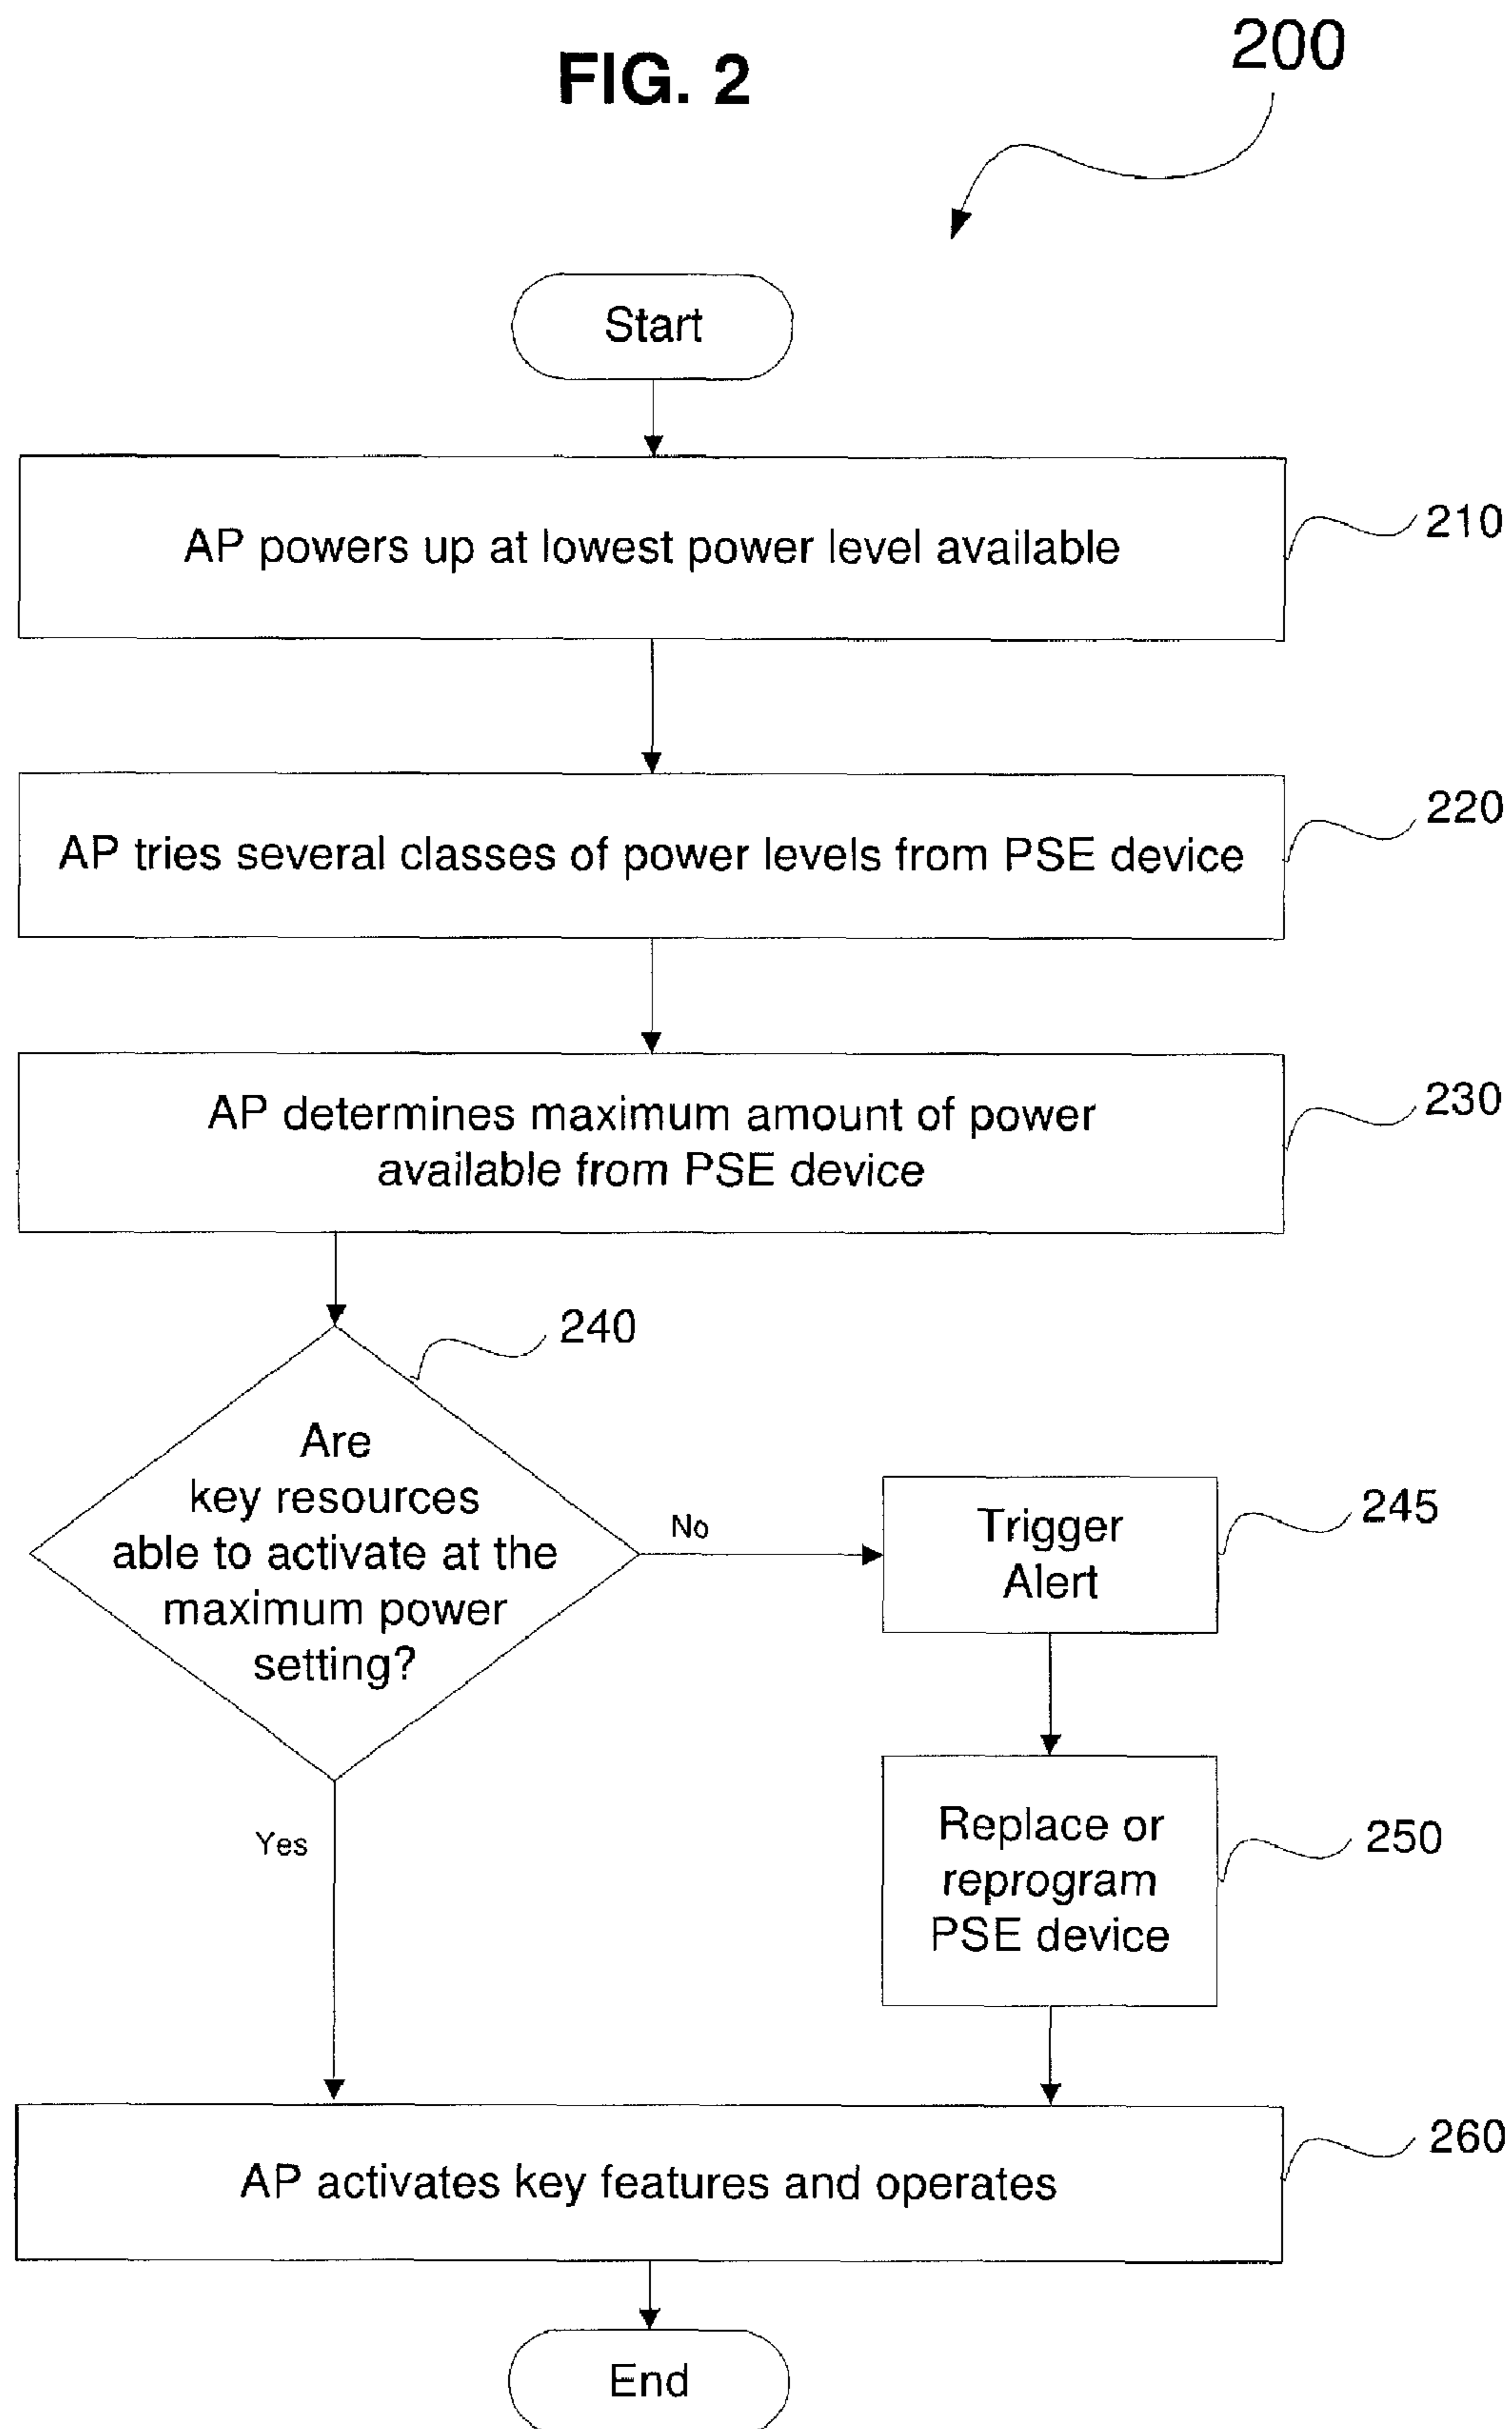 FIG. 2
200
Start
AP powers up at lowest power level available
210
AP tries several classes of power levels from PSE device
220
AP determines maximum amount of power
available from PSE device
230
240
Are
key resources
able to activate at the
maximum power
setting?
No
Trigger
Alert
245
Yes
Replace or
reprogram
PSE device
250
AP activates key features and operates
260
End